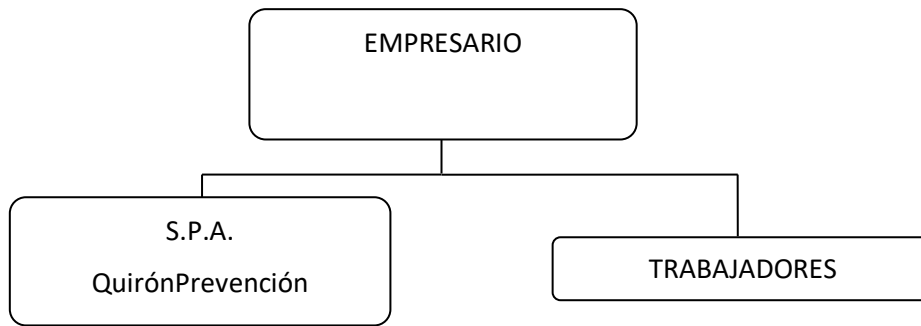 EMPRESARIO
S.P.A.
QuirónPrevención
TRABAJADORES